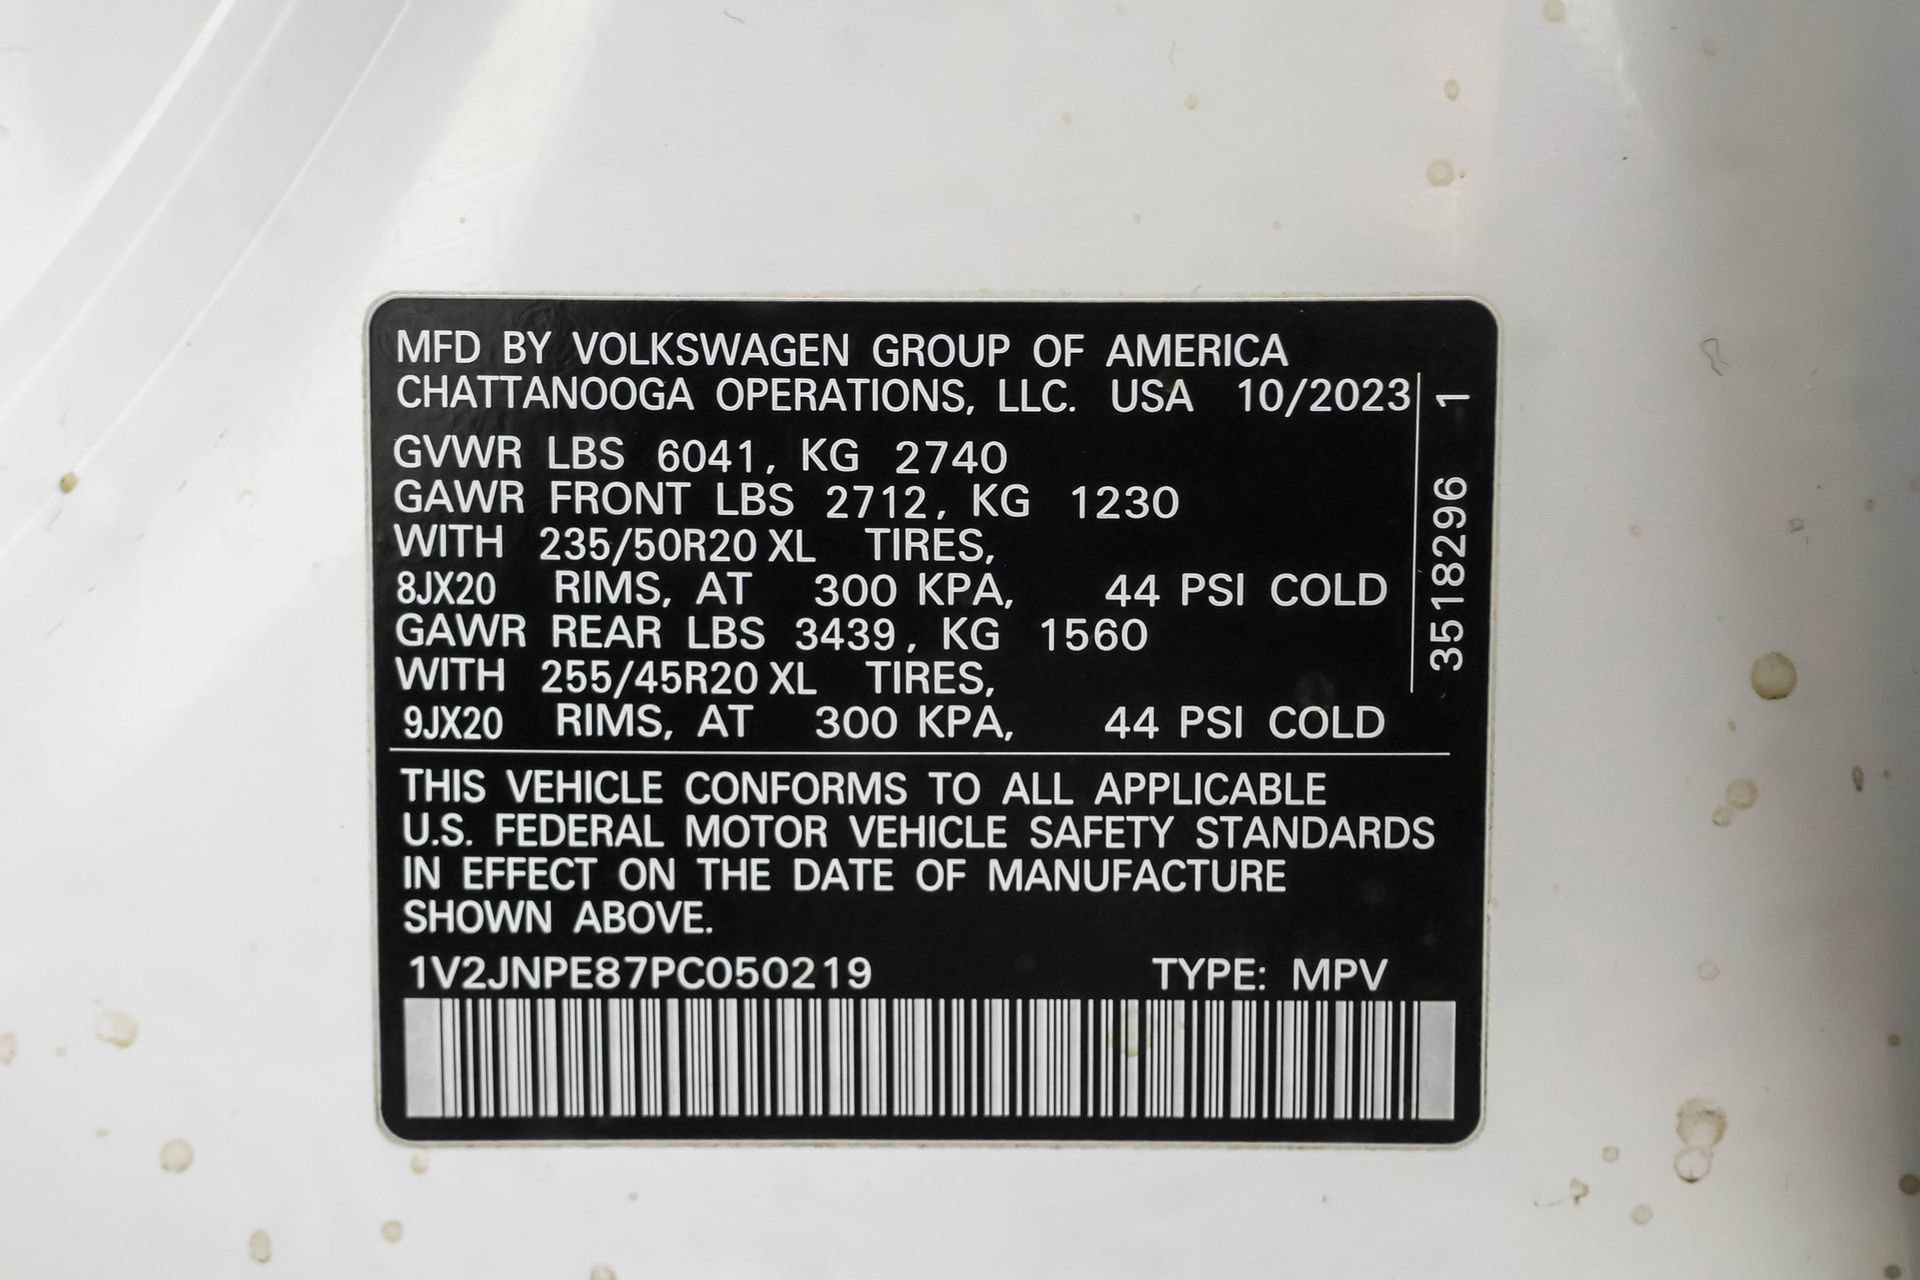 MFD BY VOLKSWAGEN GROUP OF AMERICA
CHATTANOOGA OPERATIONS, LLC. USA 10/2023
GVWR LBS 6041, KG 2740
GAWR FRONT LBS 2712, KG 1230
WITH 235/50R20 XL TIRES,
8JX20 RIMS, AT 300 KPA, 44 PSI COLD
GAWR REAR LBS 3439, KG 1560
WITH 255/45R20 XL TIRES,
9JX20 RIMS, AT 300 KPA, 44 PSI COLD
3518296 1
THIS VEHICLE CONFORMS TO ALL APPLICABLE
U.S. FEDERAL MOTOR VEHICLE SAFETY STANDARDS
IN EFFECT ON THE DATE OF MANUFACTURE
SHOWN ABOVE.
1V2JNPE87PC050219 TYPE: MPV